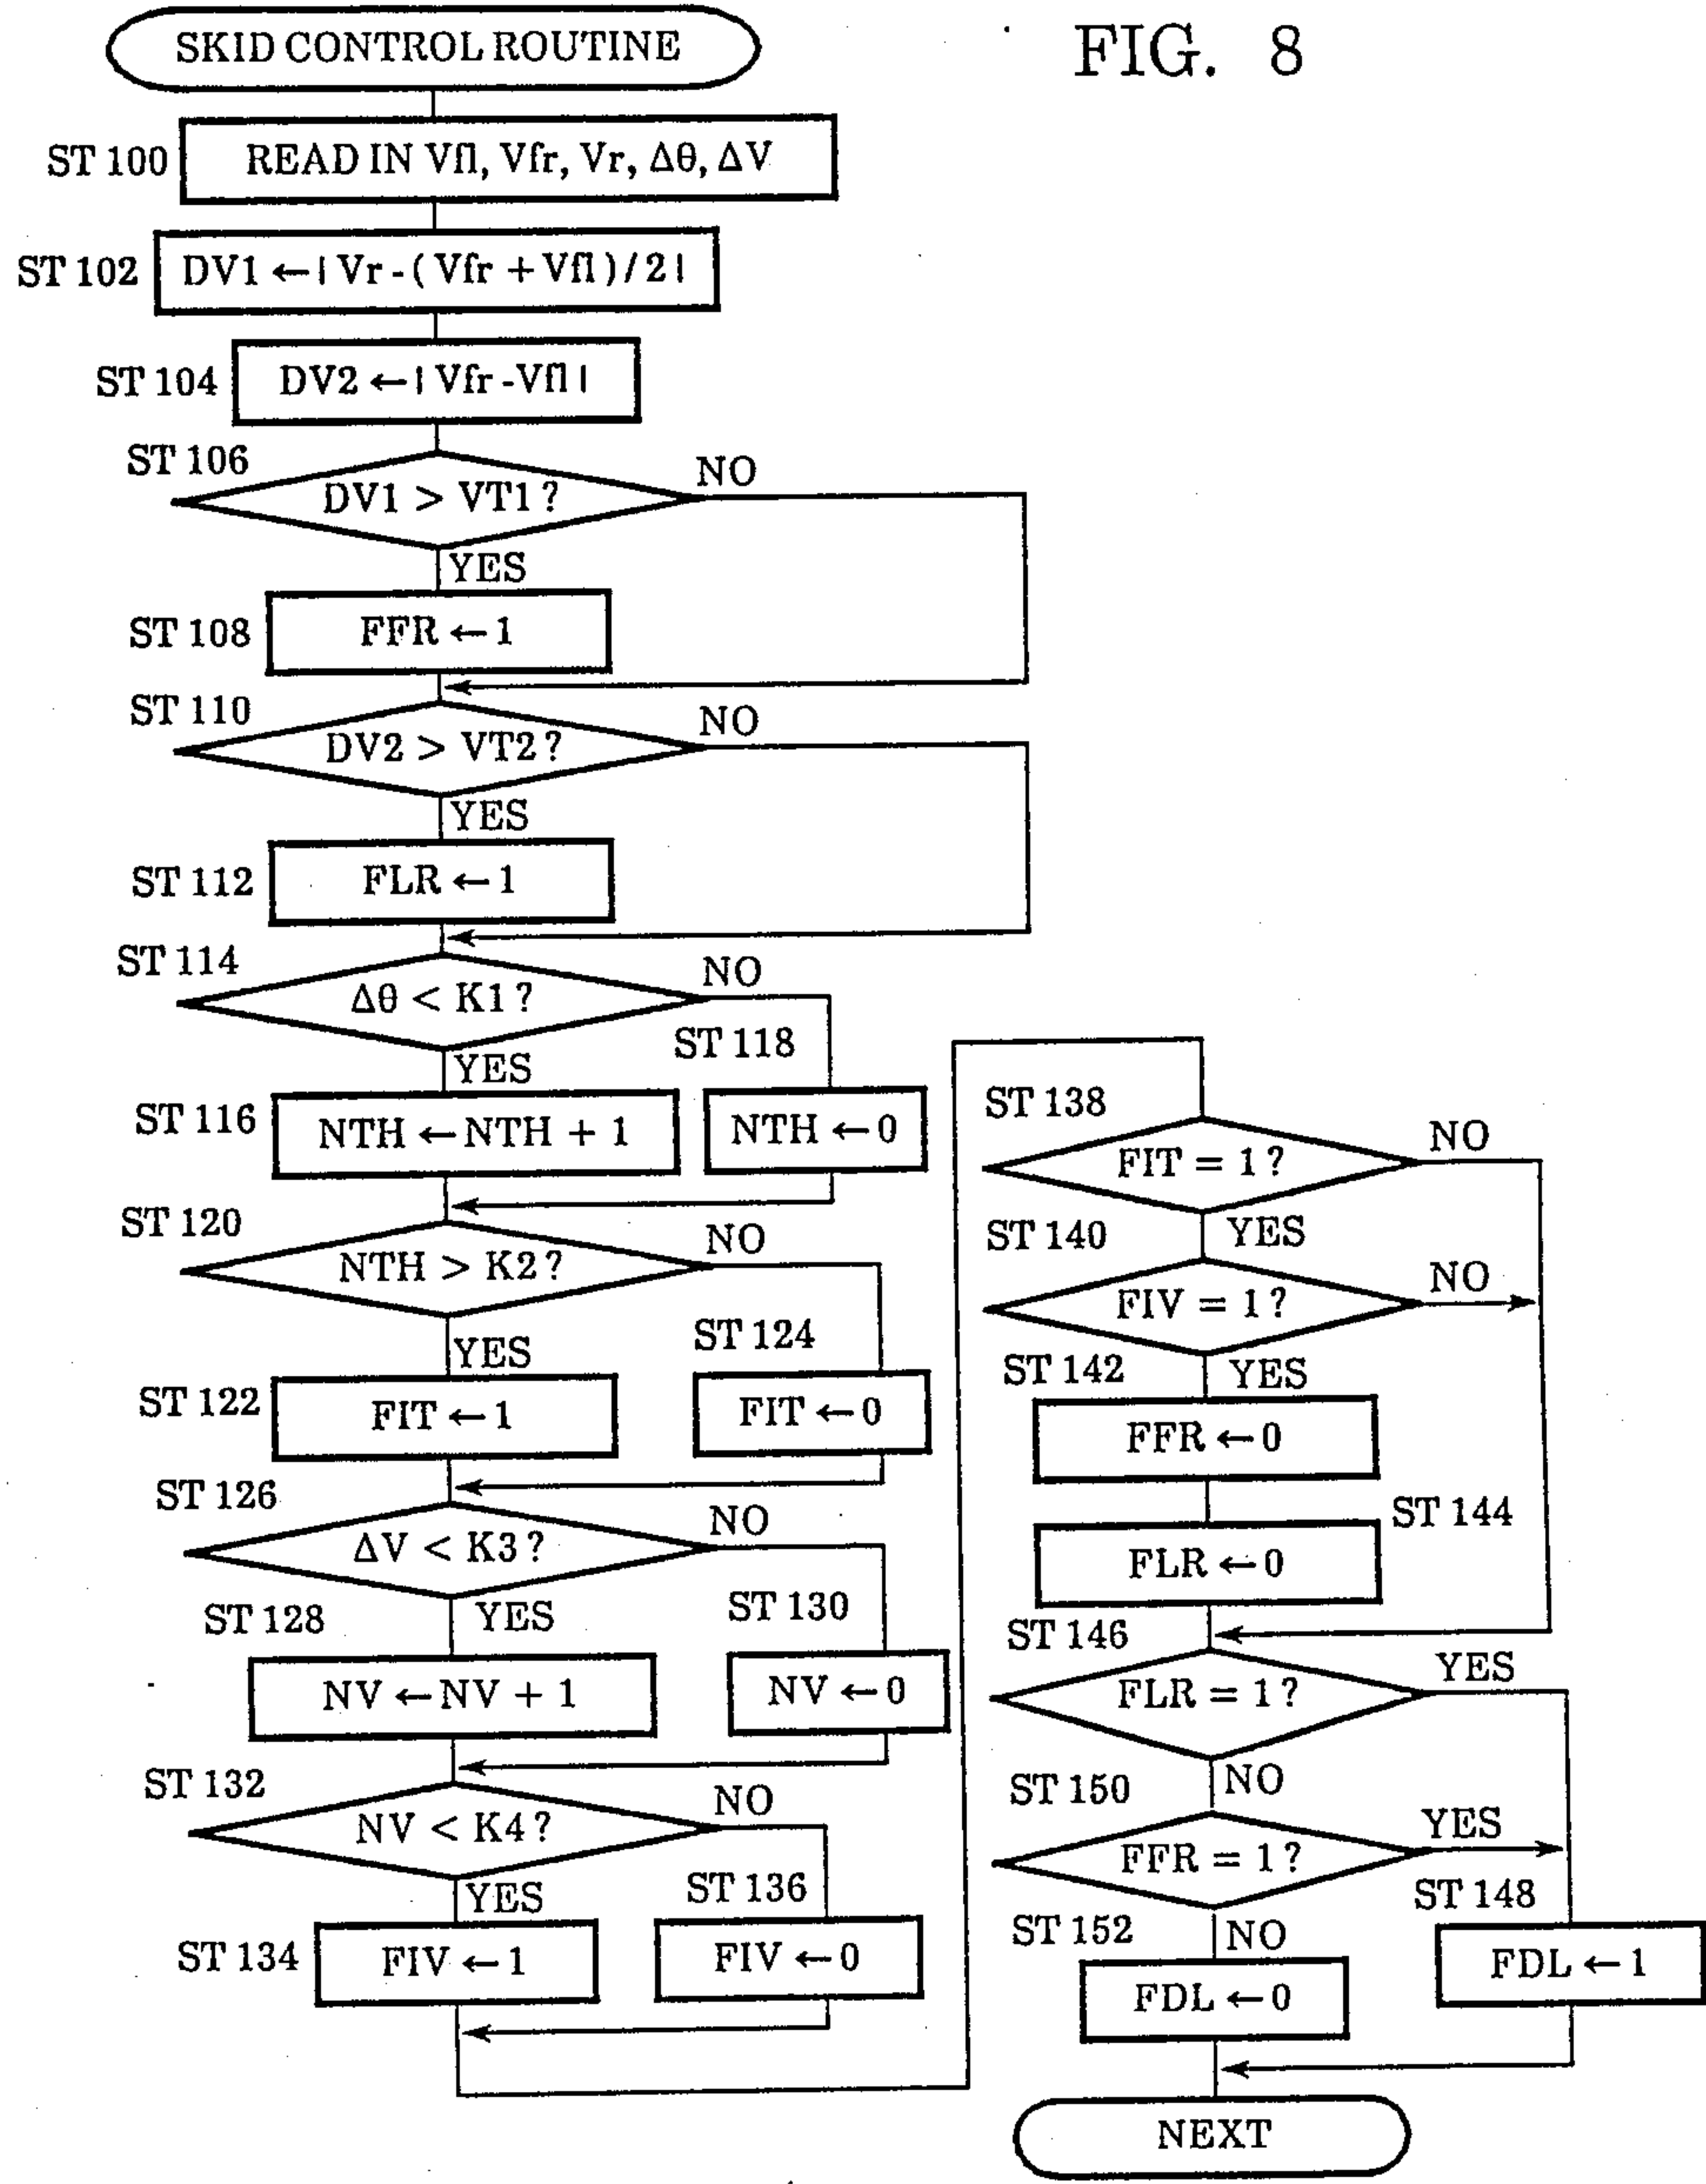 FIG. 8
SKID CONTROL ROUTINE
ST 100
READ IN Vfl, Vfr, Vr, Δθ, ΔV
ST 102
DV1 ← | Vr - ( Vfr + Vfl ) / 2 |
ST 104
DV2 ← | Vfr - Vfl |
ST 106
DV1 > VT1 ?
NO
YES
ST 108
FFR ← 1
ST 110
DV2 > VT2 ?
NO
YES
ST 112
FLR ← 1
ST 114
Δθ < K1 ?
NO
YES
ST 116
NTH ← NTH + 1
ST 118
NTH ← 0
ST 120
NTH > K2 ?
NO
YES
ST 122
FIT ← 1
ST 124
FIT ← 0
ST 126
ΔV < K3 ?
NO
YES
ST 128
NV ← NV + 1
ST 130
NV ← 0
ST 132
NV < K4 ?
NO
YES
ST 134
FIV ← 1
ST 136
FIV ← 0
ST 138
FIT = 1 ?
NO
YES
ST 140
FIV = 1 ?
NO
YES
ST 142
FFR ← 0
ST 144
FLR ← 0
ST 146
FLR = 1 ?
YES
NO
ST 150
FFR = 1 ?
YES
NO
ST 148
FDL ← 1
ST 152
FDL ← 0
NEXT